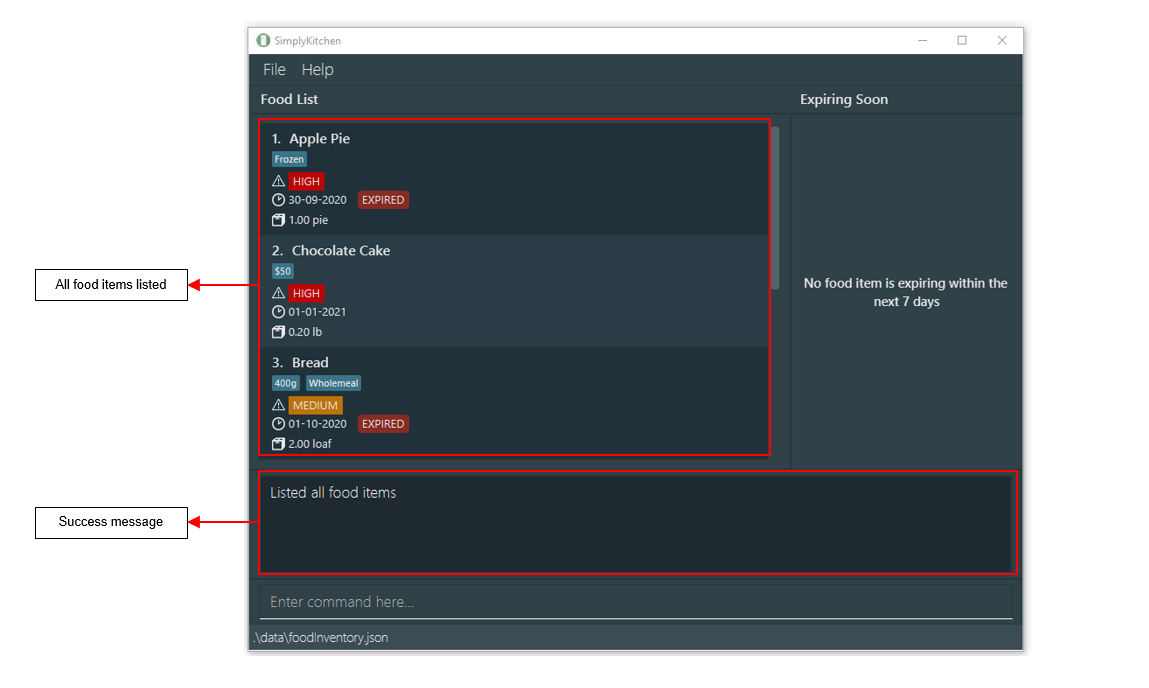 SimplyKitchen
File Help
Food List
Expiring Soon
1. Apple Pie
Frozen
HIGH
30-09-2020 EXPIRED
1.00 pie
2. Chocolate Cake
$50
HIGH
01-01-2021
0.20 lb
3. Bread
400g Wholemeal
MEDIUM
01-10-2020 EXPIRED
2.00 loaf
No food item is expiring within the
next 7 days
All food items listed
Listed all food items
Success message
Enter command here...
.\data\foodInventory.json